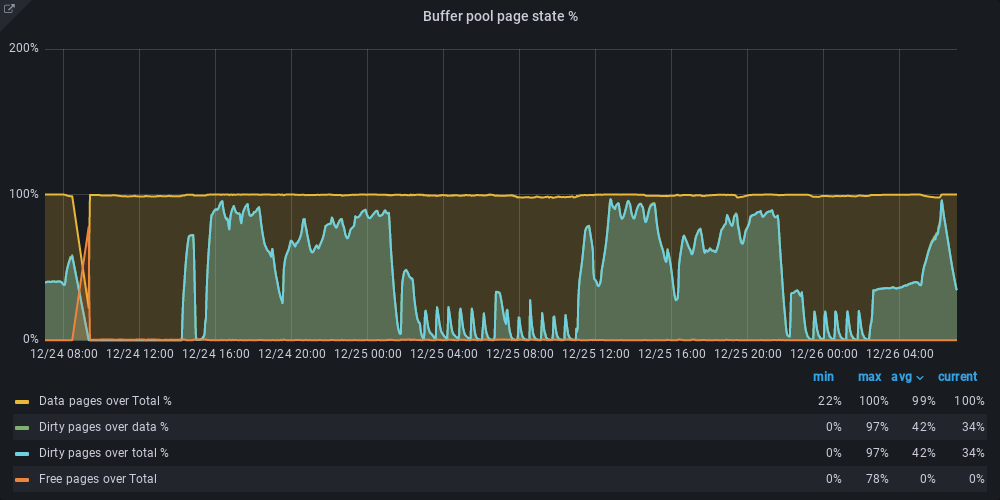 Buffer pool page state %
200%
100%
0%
12/24 08:00 12/24 12:00 12/24 16:00 12/24 20:00 12/25 00:00 12/25 04:00 12/25 08:00 12/25 12:00 12/25 16:00 12/25 20:00 12/26 00:00 12/26 04:00
min max avg current
Data pages over Total % 22% 100% 99% 100%
Dirty pages over data % 0% 97% 42% 34%
Dirty pages over total % 0% 97% 42% 34%
Free pages over Total 0% 78% 0% 0%